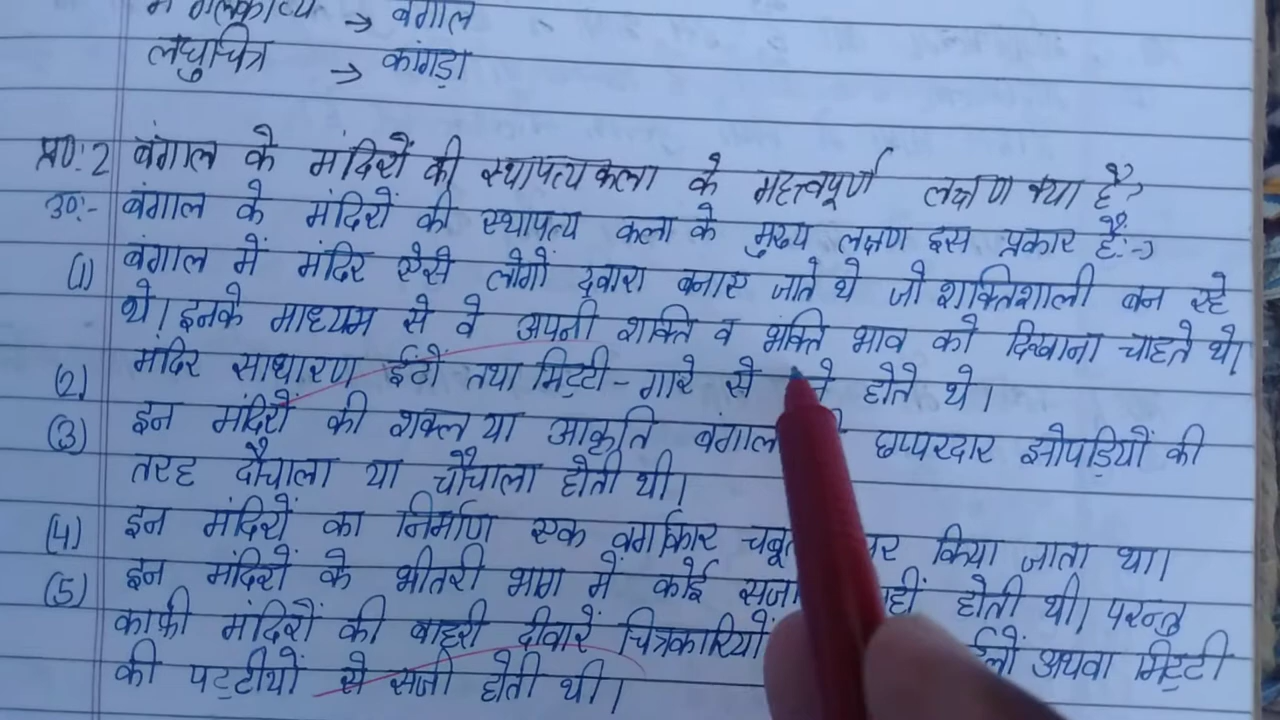 मंगलकाव्य → बंगाल
लघुचित्र → कांगड़ा
प्र०:2 बंगाल के मंदिरों की स्थापत्य कला के महत्त्वपूर्ण लक्षण क्या है?
उ०:- बंगाल के मंदिरों की स्थापत्य कला के मुख्य लक्षण इस प्रकार हैं:→
(1) बंगाल में मंदिर ऐसे लोगों द्वारा बनाए जाते थे जो शक्तिशाली बन रहे
थे। इनके माध्यम से वे अपनी शक्ति व भक्ति भाव को दिखाना चाहते थे।
(2) मंदिर साधारण ईंटों तथा मिट्टी - गारे से होते थे।
(3) इन मंदिरों की शक्ल या आकृति बंगाल छप्परदार झोपड़ियों की
तरह दौचाला या चौचाला होती थी।
(4) इन मंदिरों का निर्माण एक वर्गाकार पर किया जाता था।
(5) इन मंदिरों के भीतरी भाग में कोई होती थी। परन्तु
काफी मंदिरों की बाहरी दीवारें चित्रकारियों अथवा मिट्टी
की पट्टीयों से सजी होती थी।